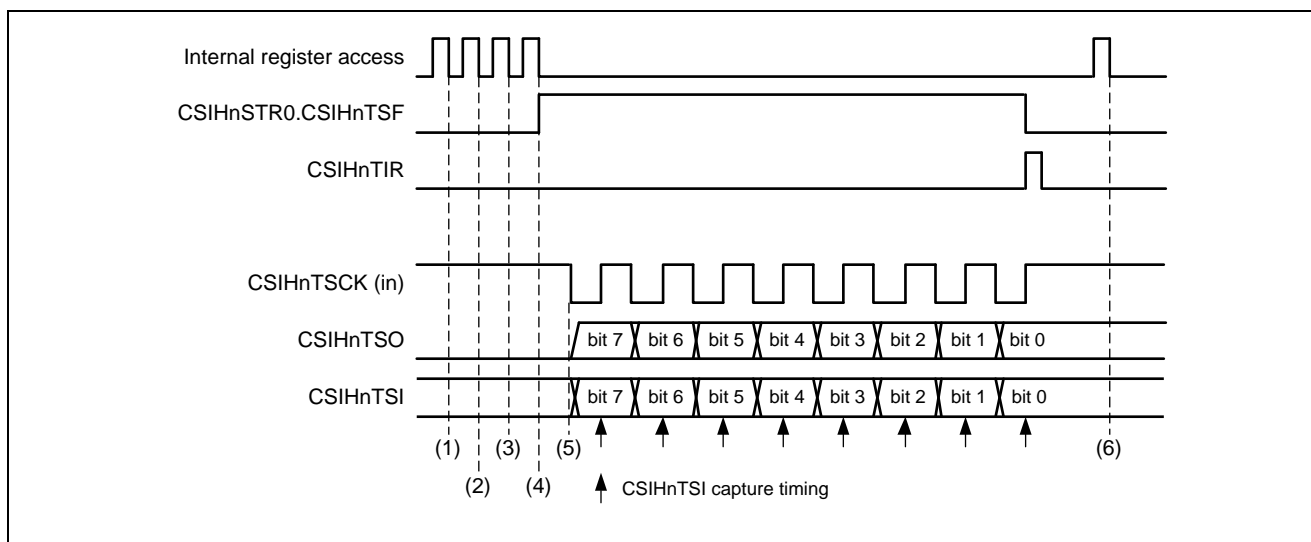 Internal register access
CSIHnSTR0.CSIHnTSF
CSIHnTIR
CSIHnTSCK (in)
CSIHnTSO bit 7 bit 6 bit 5 bit 4 bit 3 bit 2 bit 1 bit 0
CSIHnTSI bit 7 bit 6 bit 5 bit 4 bit 3 bit 2 bit 1 bit 0
(1) (3) (5) (6)
(2) (4) CSIHnTSI capture timing